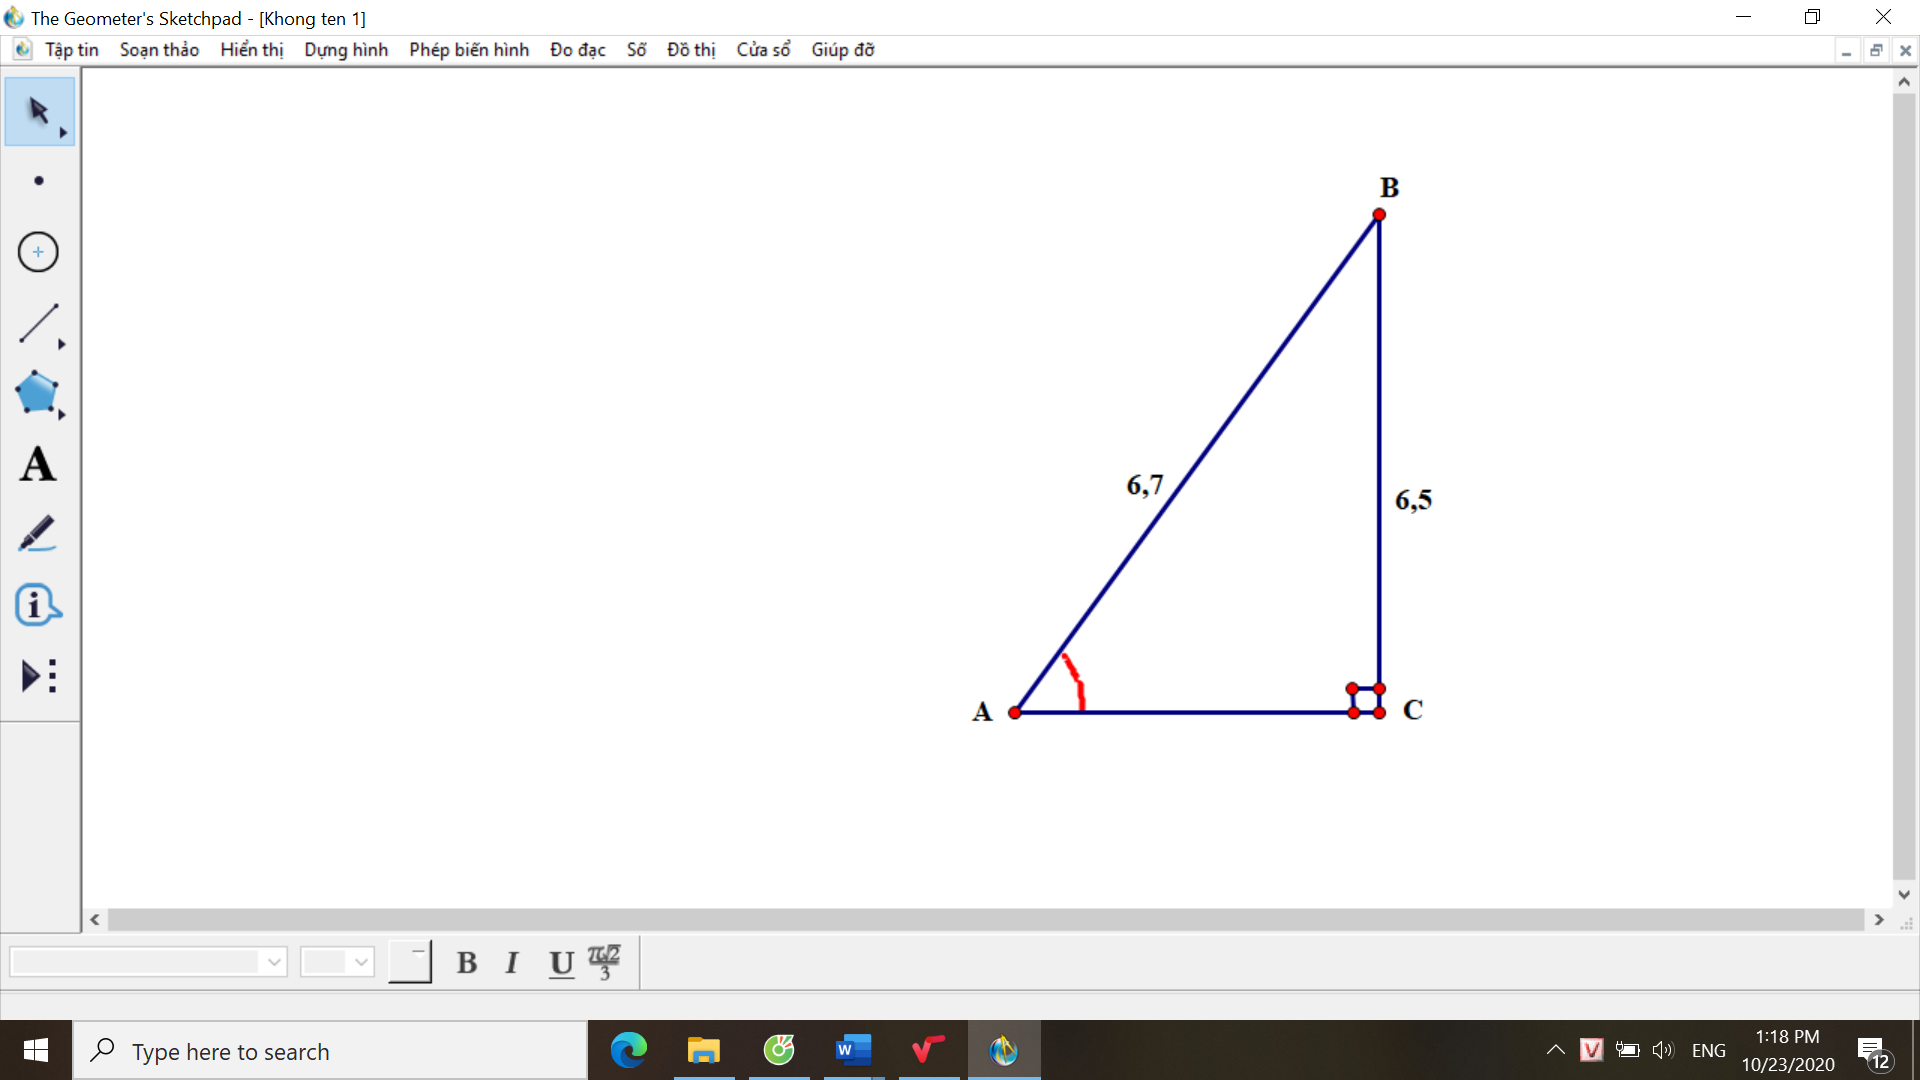 The Geometer's Sketchpad - [Khong ten 1]
Tập tin Soạn thảo Hiển thị Dựng hình Phép biến hình Đo đạc Số Đồ thị Cửa sổ Giúp đỡ
B
6,7
6,5
A
C
A
B I U π√2/3
Type here to search
W
V
ENG
1:18 PM
10/23/2020
12